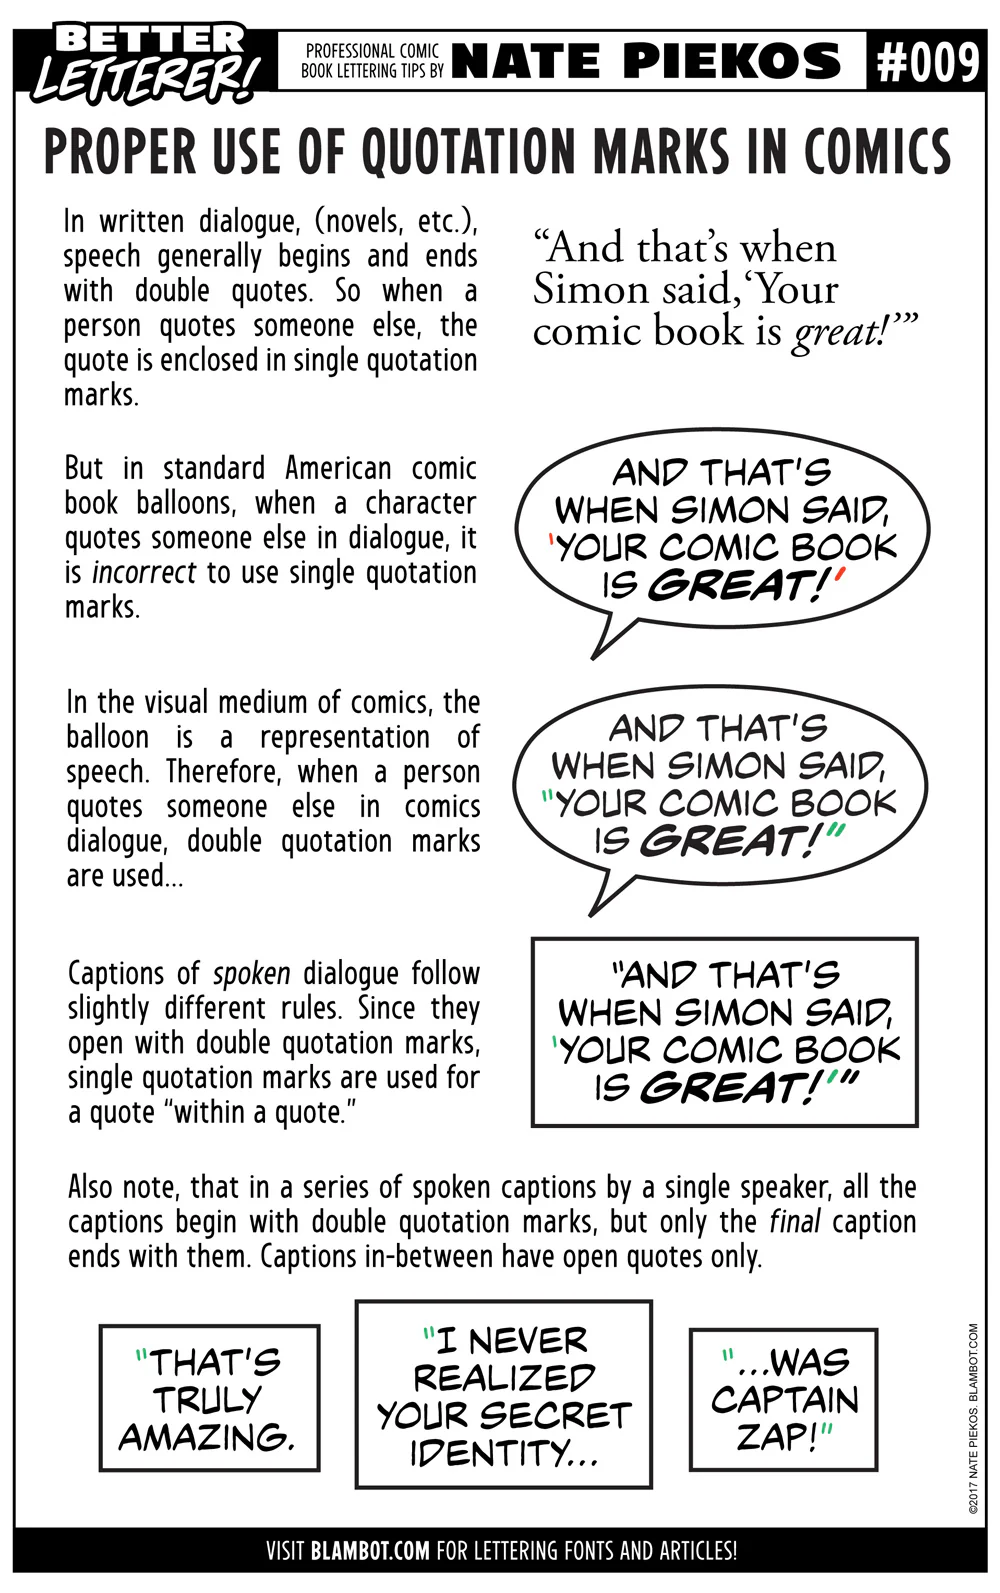 BETTER
LETTERER!
PROFESSIONAL COMIC
BOOK LETTERING TIPS BY
NATE PIEKOS
#009
PROPER USE OF QUOTATION MARKS IN COMICS
In written dialogue, (novels, etc.),
speech generally begins and ends
with double quotes. So when a
person quotes someone else, the
quote is enclosed in single quotation
marks.
“And that’s when
Simon said,‘Your
comic book is great!’”
But in standard American comic
book balloons, when a character
quotes someone else in dialogue, it
is incorrect to use single quotation
marks.
AND THAT'S
WHEN SIMON SAID,
'YOUR COMIC BOOK
IS GREAT!'
In the visual medium of comics, the
balloon is a representation of
speech. Therefore, when a person
quotes someone else in comics
dialogue, double quotation marks
are used...
AND THAT'S
WHEN SIMON SAID,
"YOUR COMIC BOOK
IS GREAT!"
Captions of spoken dialogue follow
slightly different rules. Since they
open with double quotation marks,
single quotation marks are used for
a quote “within a quote.”
"AND THAT'S
WHEN SIMON SAID,
'YOUR COMIC BOOK
IS GREAT!'"
Also note, that in a series of spoken captions by a single speaker, all the
captions begin with double quotation marks, but only the final caption
ends with them. Captions in-between have open quotes only.
"THAT'S
TRULY
AMAZING.
"I NEVER
REALIZED
YOUR SECRET
IDENTITY...
"...WAS
CAPTAIN
ZAP!"
©2017 NATE PIEKOS. BLAMBOT.COM
VISIT BLAMBOT.COM FOR LETTERING FONTS AND ARTICLES!